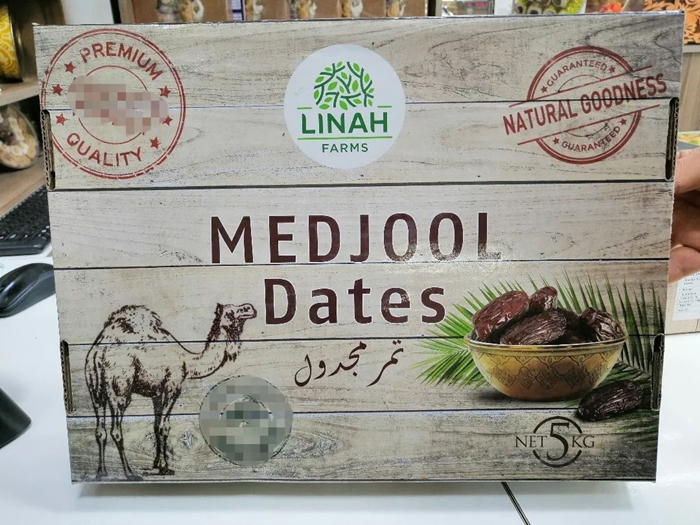 PREMIUM
QUALITY
LINAH
FARMS
GUARANTEED
NATURAL GOODNESS
GUARANTEED
MEDJOOL
Dates
تمر مجدول
NET 5 KG